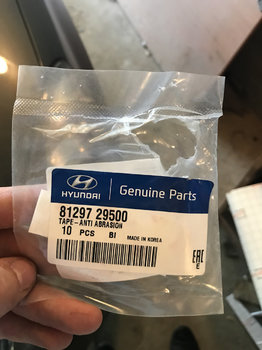 HYUNDAI
Genuine Parts
81297 29500
TAPE-ANTI ABRASION
10 PCS BI MADE IN KOREA
EAC
E